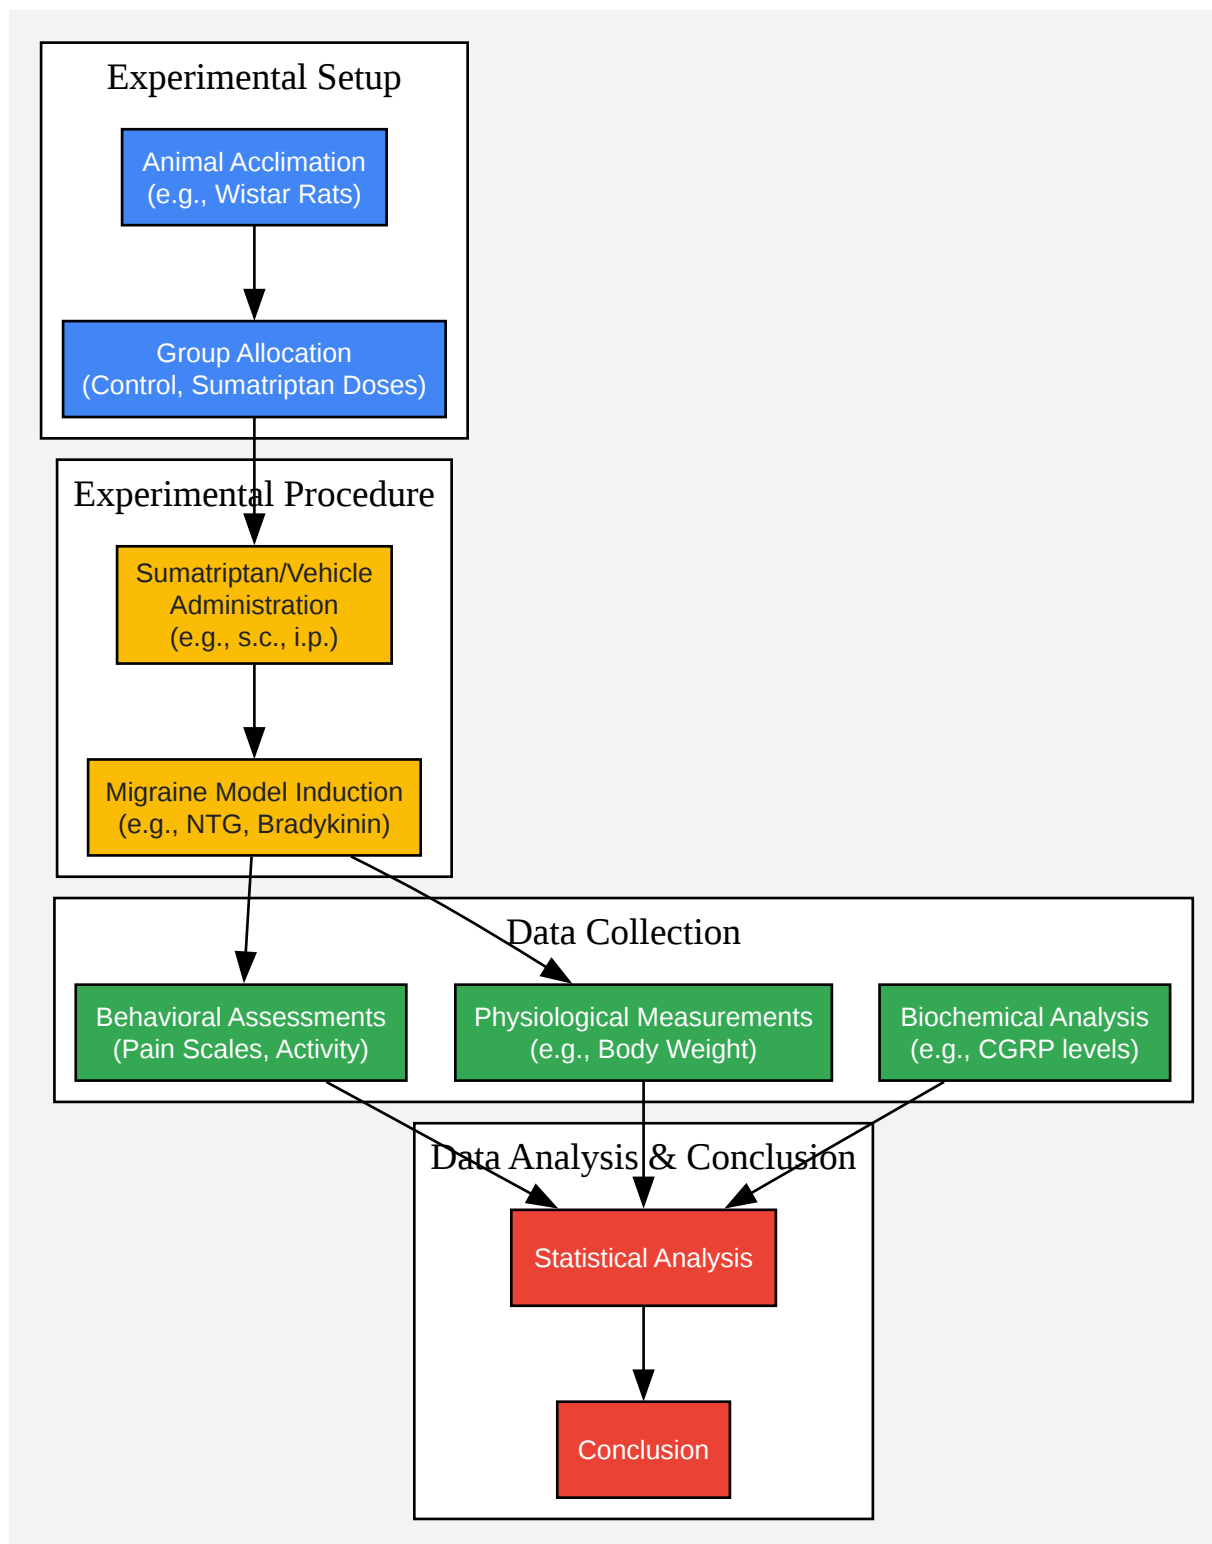 Experimental Setup
Animal Acclimation
(e.g., Wistar Rats)
Group Allocation
(Control, Sumatriptan Doses)
Experimental Procedure
Sumatriptan/Vehicle
Administration
(e.g., s.c., i.p.)
Migraine Model Induction
(e.g., NTG, Bradykinin)
Data Collection
Behavioral Assessments
(Pain Scales, Activity)
Physiological Measurements
(e.g., Body Weight)
Biochemical Analysis
(e.g., CGRP levels)
Data Analysis & Conclusion
Statistical Analysis
Conclusion